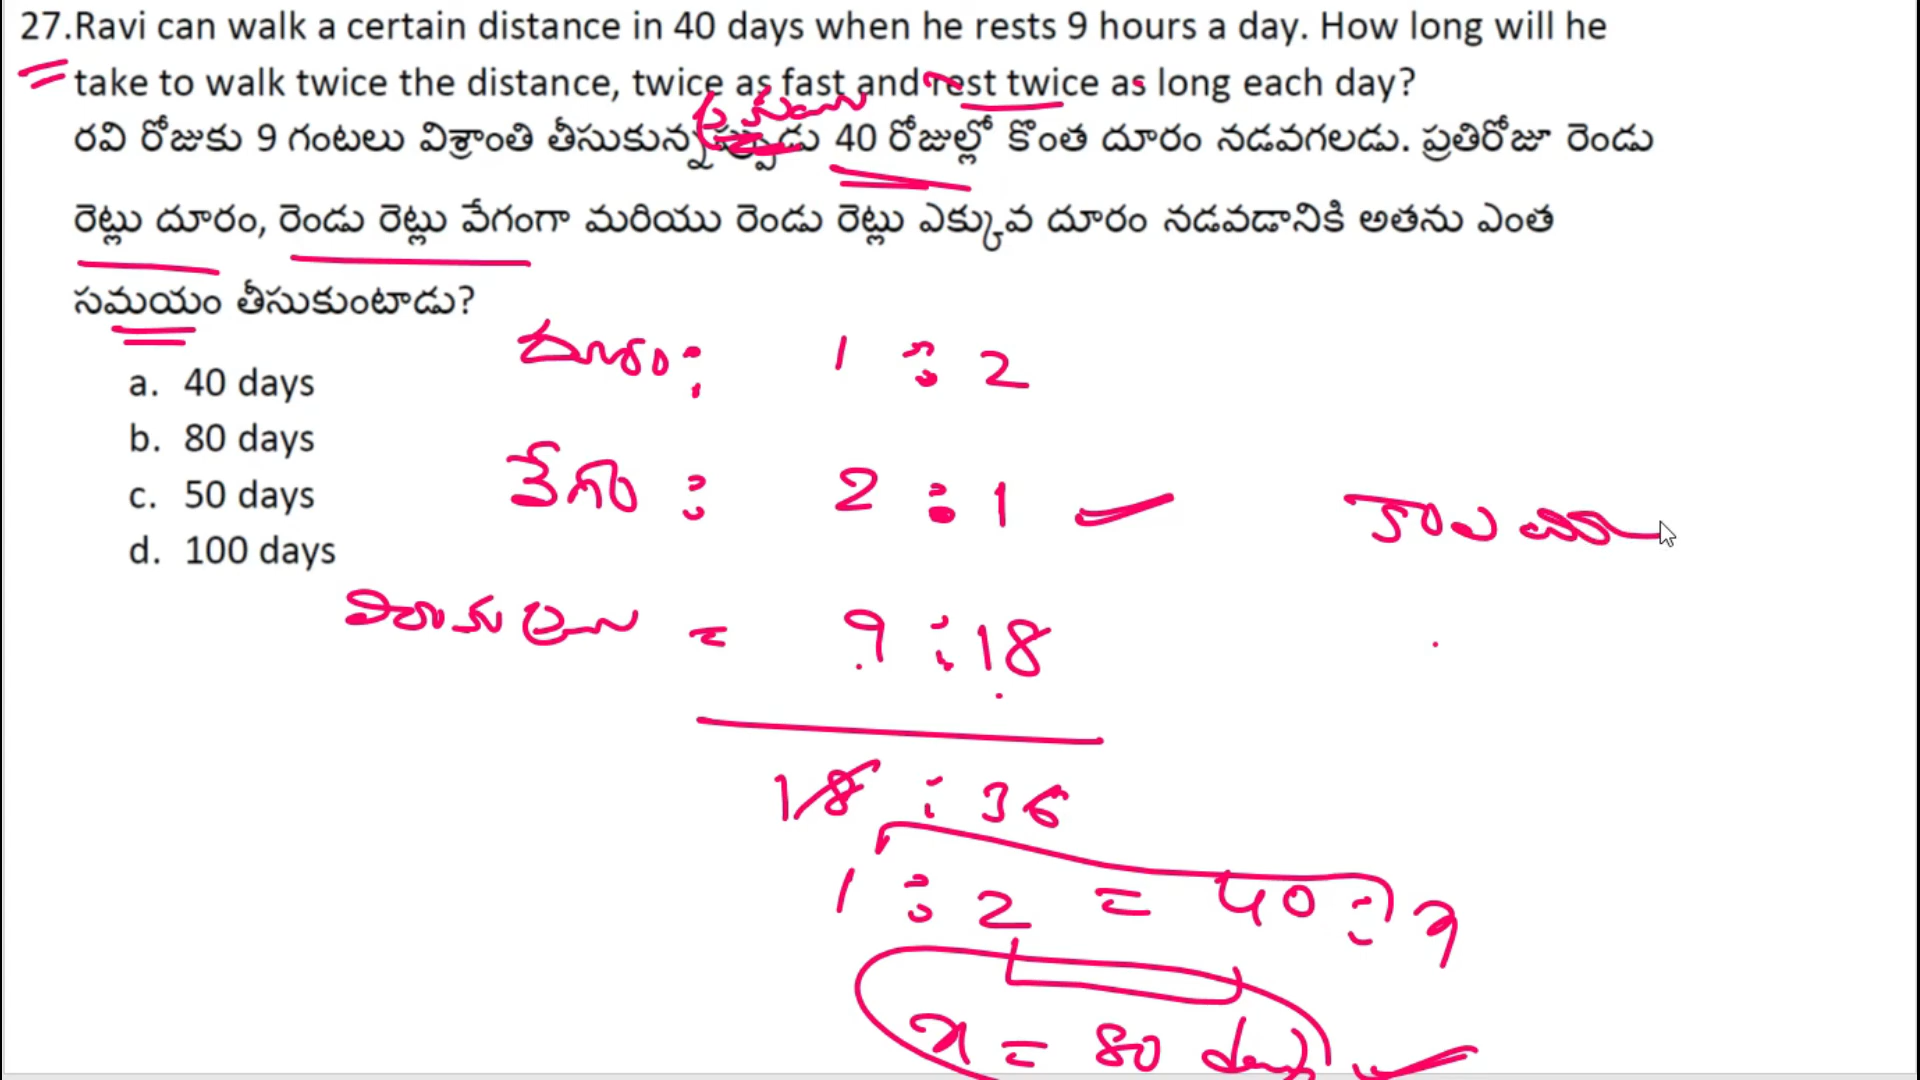 27.Ravi can walk a certain distance in 40 days when he rests 9 hours a day. How long will he
take to walk twice the distance, twice as fast and rest twice as long each day?
రవి రోజుకు 9 గంటలు విశ్రాంతి తీసుకున్నప్పుడు 40 రోజుల్లో కొంత దూరం నడవగలడు. ప్రతిరోజూ రెండు
రెట్లు దూరం, రెండు రెట్లు వేగంగా మరియు రెండు రెట్లు ఎక్కువ దూరం నడవడానికి అతను ఎంత
సమయం తీసుకుంటాడు?
a. 40 days
b. 80 days
c. 50 days
d. 100 days
దూరం: 1 : 2
వేగం : 2 : 1
= 9 : 18
18 : 36
1 : 2 = 40 : x
x = 80 days